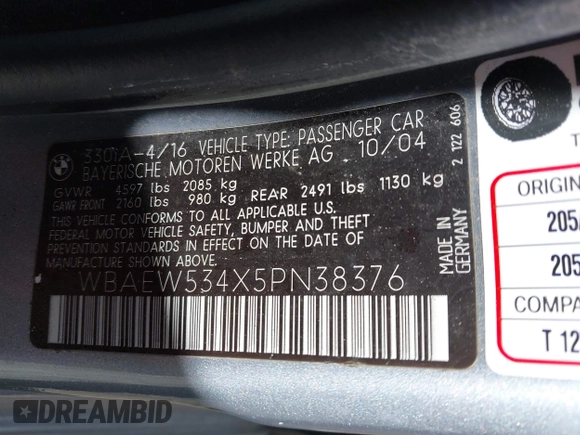 330iA-4/16 VEHICLE TYPE: PASSENGER CAR
BAYERISCHE MOTOREN WERKE AG 10/04
GVWR 4597 lbs 2085 kg
GAWR FRONT 2160 lbs 980 kg REAR 2491 lbs 1130 kg
THIS VEHICLE CONFORMS TO ALL APPLICABLE U.S.
FEDERAL MOTOR VEHICLE SAFETY, BUMPER AND THEFT
PREVENTION STANDARDS IN EFFECT ON THE DATE OF
MANUFACTURE SHOWN ABOVE.
WBAEW534X5PN38376
MADE IN
GERMANY
2 122 606
ORIGIN
205
205
COMPA
T 12
DREAMBID